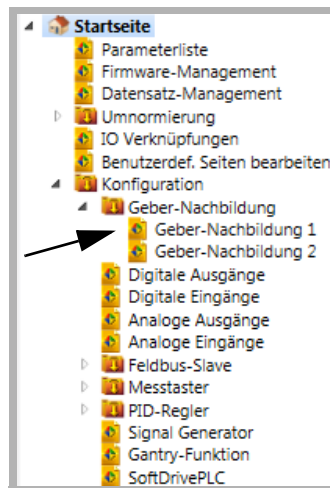 Startseite
Parameterliste
Firmware-Management
Datensatz-Management
Umnormierung
IO Verknüpfungen
Benutzerdef. Seiten bearbeiten
Konfiguration
Geber-Nachbildung
Geber-Nachbildung 1
Geber-Nachbildung 2
Digitale Ausgänge
Digitale Eingänge
Analoge Ausgänge
Analoge Eingänge
Feldbus-Slave
Messtaster
PID-Regler
Signal Generator
Gantry-Funktion
SoftDrivePLC